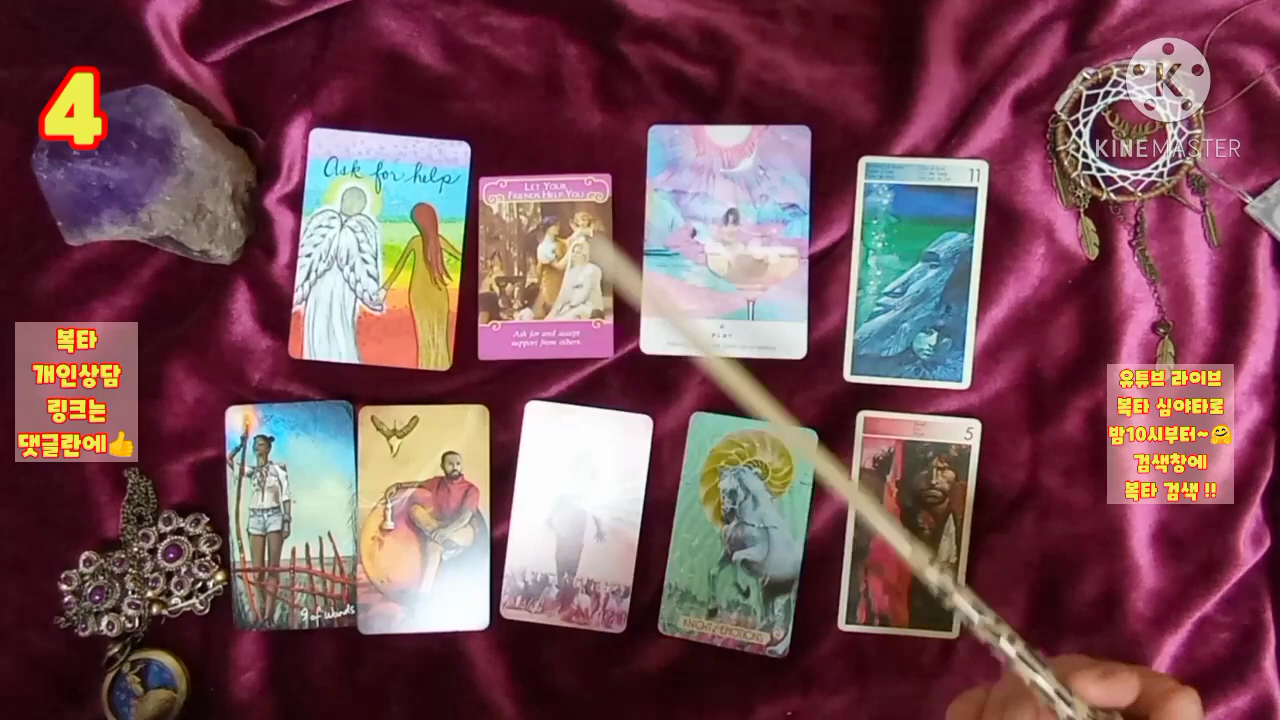 4
KINEMASTER
Ask for help
LET YOUR
FRIENDS HELP YOU
Ask for and accept
support from others.
PLAY
11
복타
개인상담
링크는
댓글란에👍
유튜브 라이브
복타 심야타로
밤10시부터~🤗
검색창에
복타 검색 !!
9 of Wands
KNIGHT EMOTIONS
5